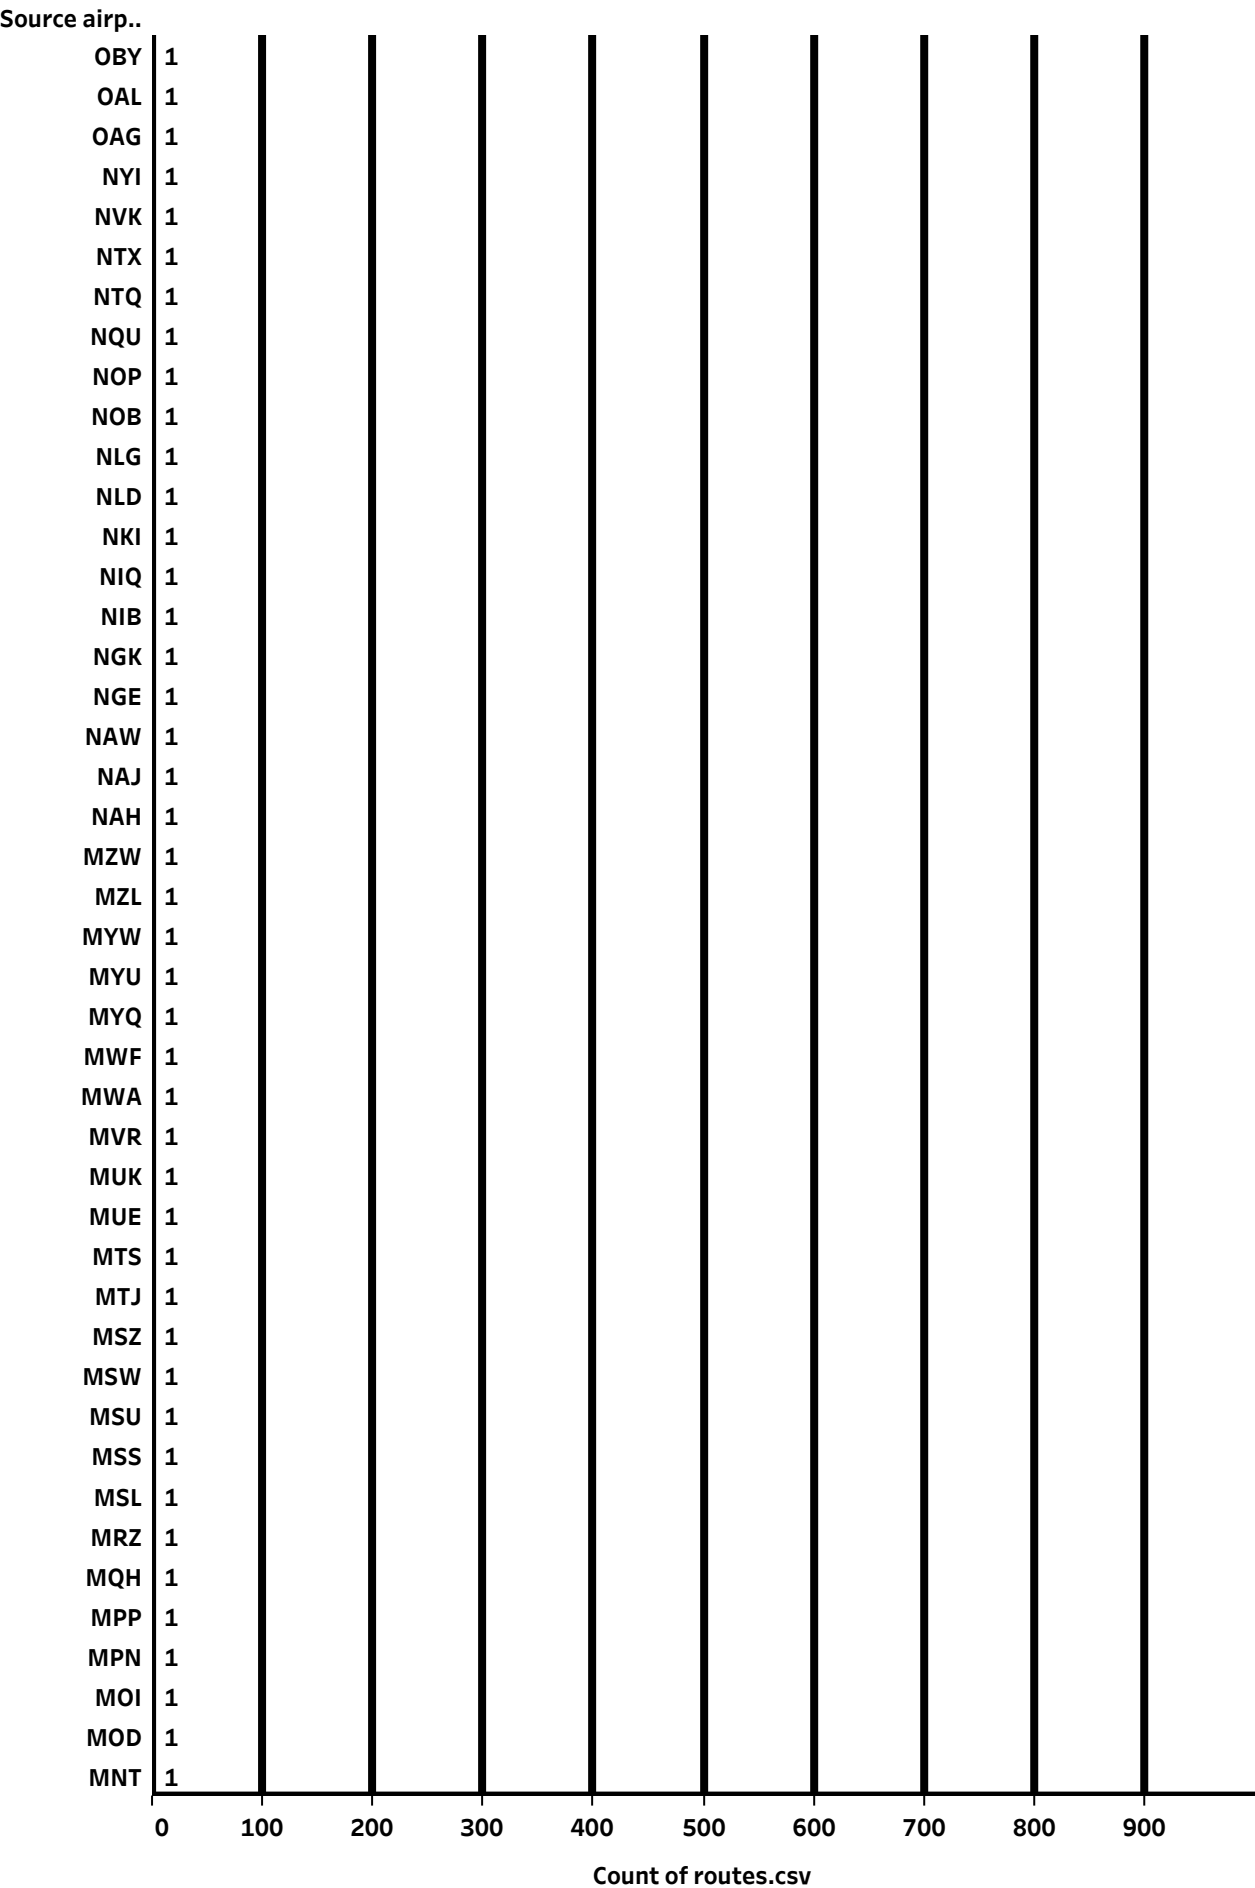 Source airp..
OBY 1
OAL 1
OAG 1
NYI 1
NVK 1
NTX 1
NTQ 1
NQU 1
NOP 1
NOB 1
NLG 1
NLD 1
NKI 1
NIQ 1
NIB 1
NGK 1
NGE 1
NAW 1
NAJ 1
NAH 1
MZW 1
MZL 1
MYW 1
MYU 1
MYQ 1
MWF 1
MWA 1
MVR 1
MUK 1
MUE 1
MTS 1
MTJ 1
MSZ 1
MSW 1
MSU 1
MSS 1
MSL 1
MRZ 1
MQH 1
MPP 1
MPN 1
MOI 1
MOD 1
MNT 1
0 100 200 300 400 500 600 700 800 900
Count of routes.csv